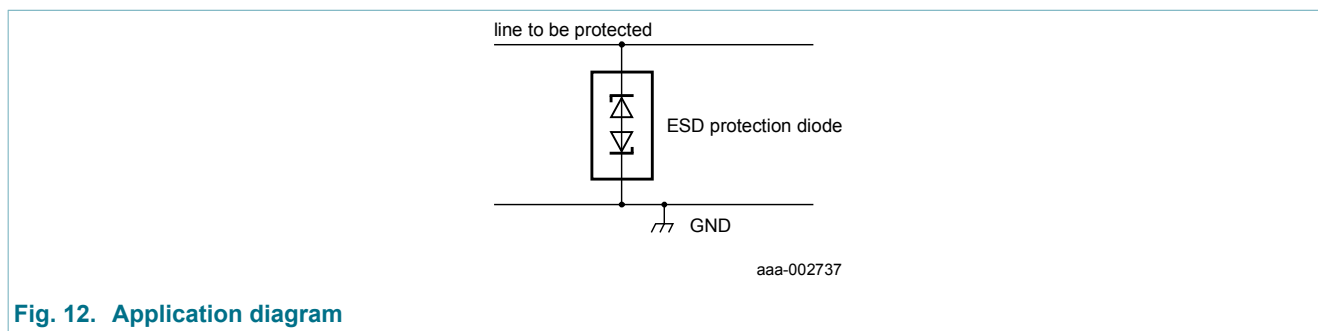 line to be protected
ESD protection diode
GND
aaa-002737
Fig. 12. Application diagram